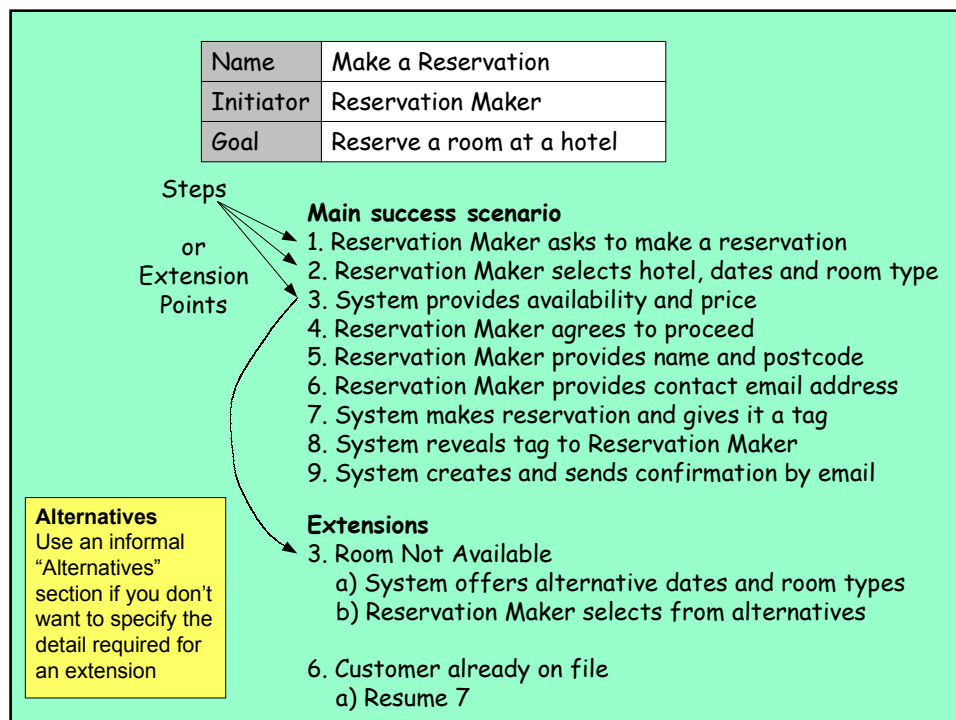 Name Make a Reservation
Initiator Reservation Maker
Goal Reserve a room at a hotel
Steps
or
Extension
Points
Main success scenario
1. Reservation Maker asks to make a reservation
2. Reservation Maker selects hotel, dates and room type
3. System provides availability and price
4. Reservation Maker agrees to proceed
5. Reservation Maker provides name and postcode
6. Reservation Maker provides contact email address
7. System makes reservation and gives it a tag
8. System reveals tag to Reservation Maker
9. System creates and sends confirmation by email
Alternatives
Use an informal
“Alternatives”
section if you don’t
want to specify the
detail required for
an extension
Extensions
3. Room Not Available
a) System offers alternative dates and room types
b) Reservation Maker selects from alternatives
6. Customer already on file
a) Resume 7